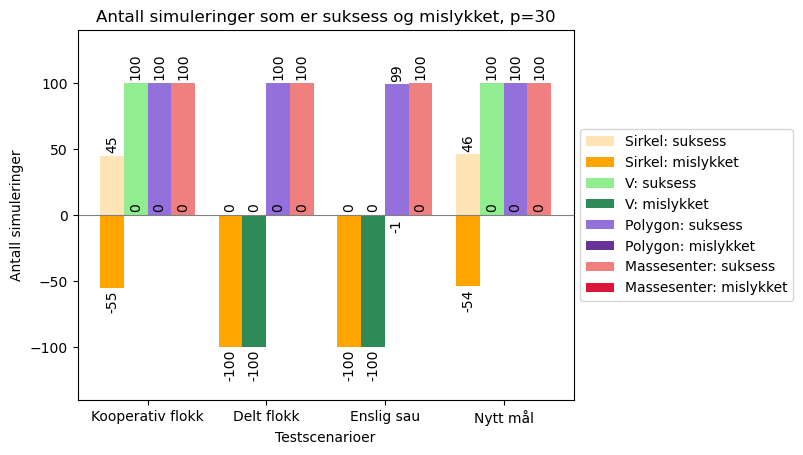 Antall simuleringer som er suksess og mislykket, p=30
Antall simuleringer
100
50
0
−50
−100
45
100
100
100
0
0
0
-55
0
0
100
100
0
0
-100
-100
0
0
99
100
0
-1
-100
-100
46
100
100
100
0
0
0
-54
Kooperativ flokk
Delt flokk
Enslig sau
Nytt mål
Testscenarioer
Sirkel: suksess
Sirkel: mislykket
V: suksess
V: mislykket
Polygon: suksess
Polygon: mislykket
Massesenter: suksess
Massesenter: mislykket